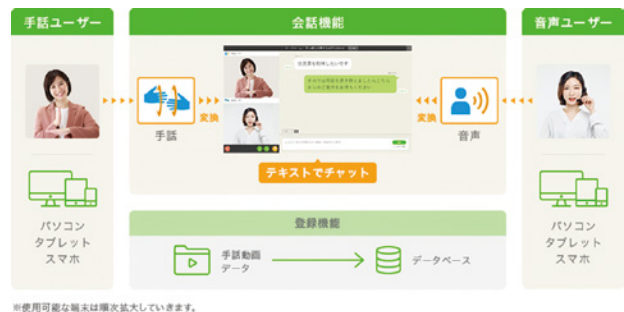 手話ユーザー
会話機能
音声ユーザー
変換
手話
変換
音声
テキストでチャット
パソコン
タブレット
スマホ
登録機能
手話動画
データ
データベース
パソコン
タブレット
スマホ
※使用可能な端末は順次拡大していきます。